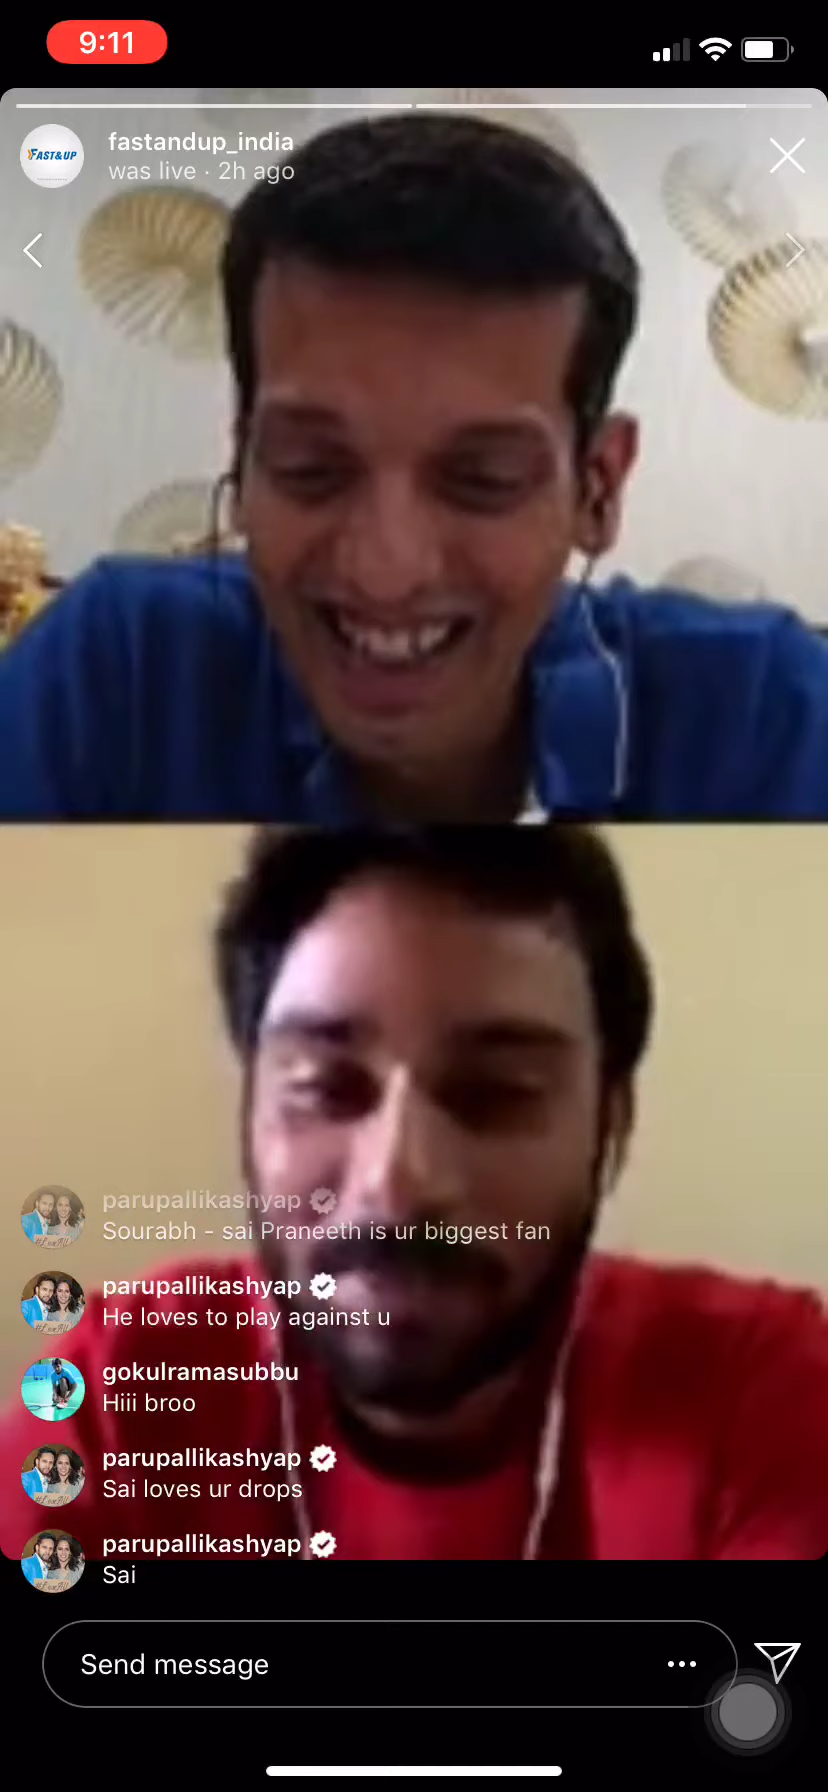 9:11
FAST&UP
fastandup_india
was live · 2h ago
parupallikashyap
Sourabh - sai Praneeth is ur biggest fan
parupallikashyap
He loves to play against u
gokulramasubbu
Hiii broo
parupallikashyap
Sai loves ur drops
parupallikashyap
Sai
Send message